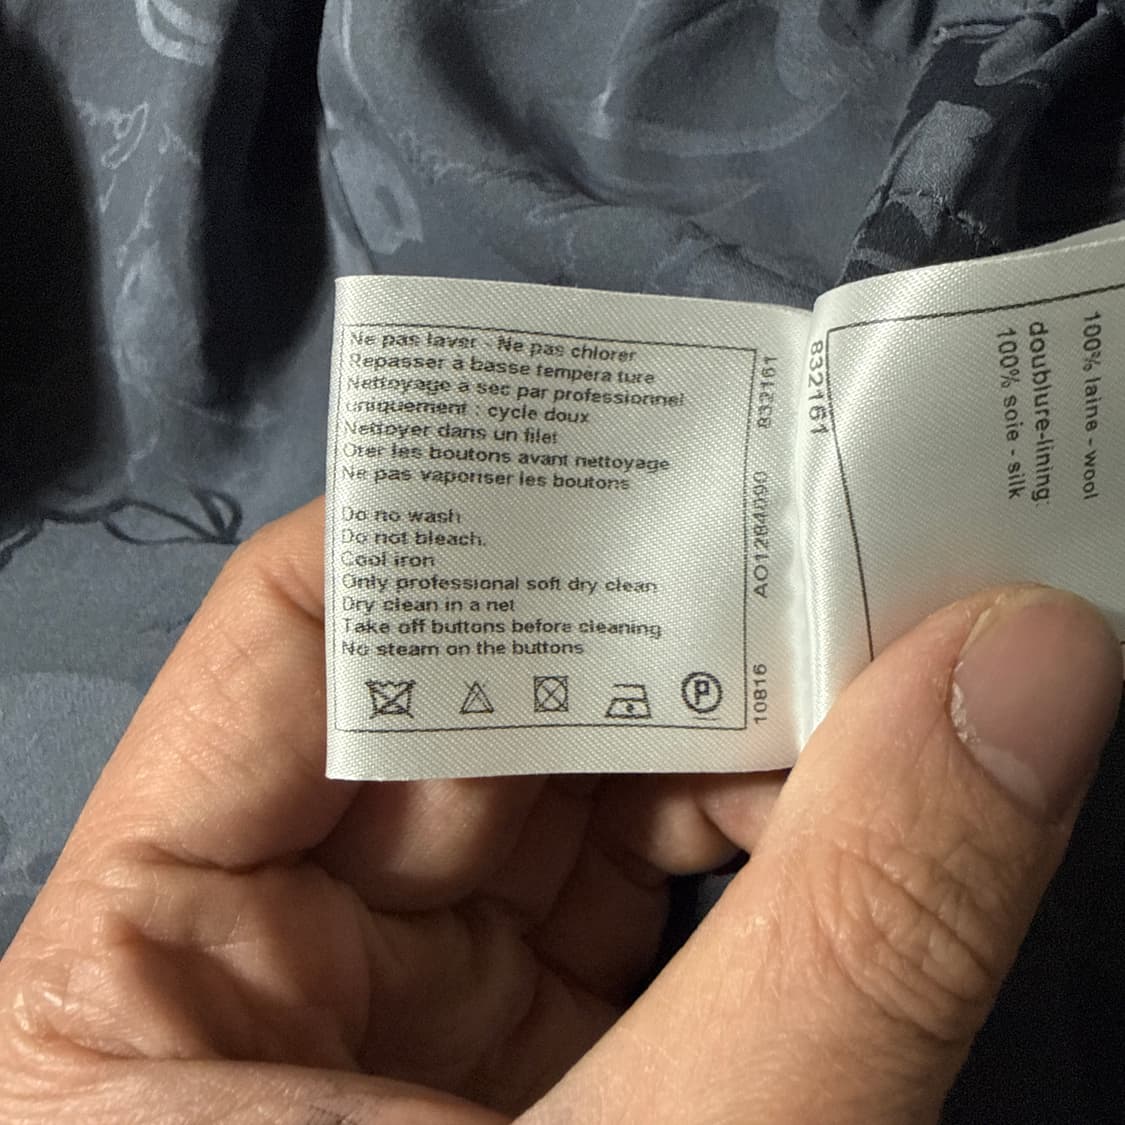 Ne pas laver - Ne pas chlorer
Repasser à basse tempéra ture
Nettoyage à sec par professionnel
uniquement : cycle doux
Nettoyer dans un filet
Oter les boutons avant nettoyage
Ne pas vaporiser les boutons
Do no wash
Do not bleach.
Cool iron
Only professional soft dry clean
Dry clean in a net
Take off buttons before cleaning
No steam on the buttons
P
10816 AO1284090 832161
832161
100% laine - wool
doublure-lining:
100% soie - silk